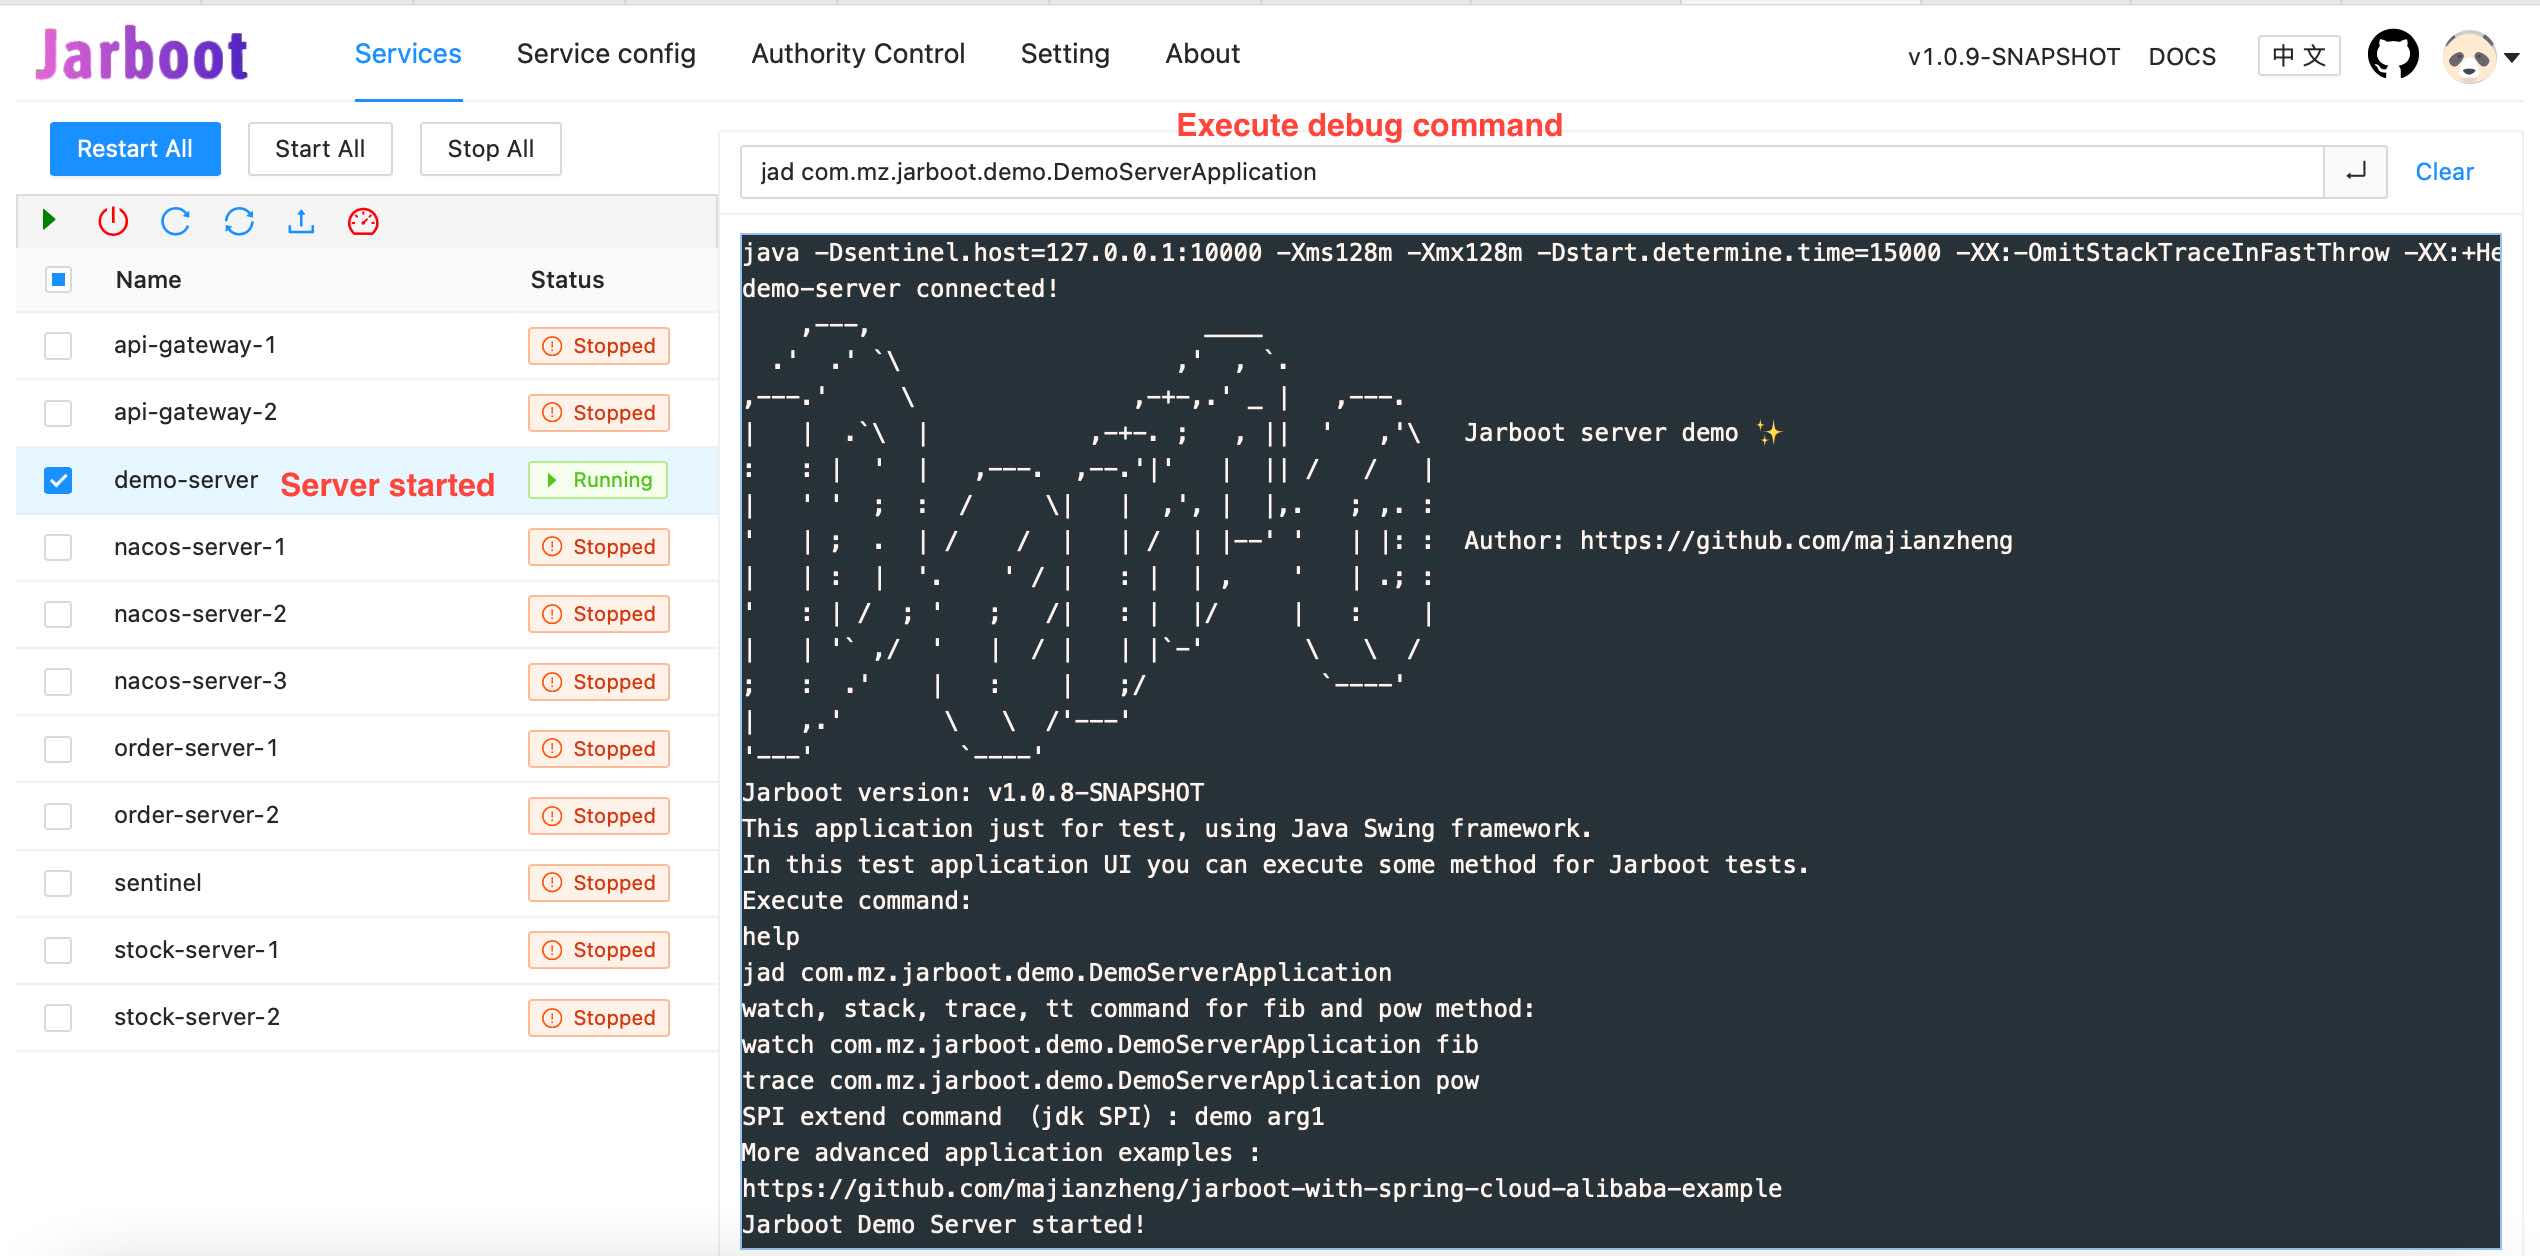 Jarboot
Services
Service config
Authority Control
Setting
About
v1.0.9-SNAPSHOT
DOCS
中 文
Restart All
Start All
Stop All
Execute debug command
jad com.mz.jarboot.demo.DemoServerApplication
Clear
Name Status
api-gateway-1 Stopped
api-gateway-2 Stopped
demo-server Server started Running
nacos-server-1 Stopped
nacos-server-2 Stopped
nacos-server-3 Stopped
order-server-1 Stopped
order-server-2 Stopped
sentinel Stopped
stock-server-1 Stopped
stock-server-2 Stopped
java -Dsentinel.host=127.0.0.1:10000 -Xms128m -Xmx128m -Dstart.determine.time=15000 -XX:-OmitStackTraceInFastThrow -XX:+He
demo-server connected!
Jarboot server demo ✨
Author: https://github.com/majianzheng
Jarboot version: v1.0.8-SNAPSHOT
This application just for test, using Java Swing framework.
In this test application UI you can execute some method for Jarboot tests.
Execute command:
help
jad com.mz.jarboot.demo.DemoServerApplication
watch, stack, trace, tt command for fib and pow method:
watch com.mz.jarboot.demo.DemoServerApplication fib
trace com.mz.jarboot.demo.DemoServerApplication pow
SPI extend command （jdk SPI）: demo arg1
More advanced application examples :
https://github.com/majianzheng/jarboot-with-spring-cloud-alibaba-example
Jarboot Demo Server started!